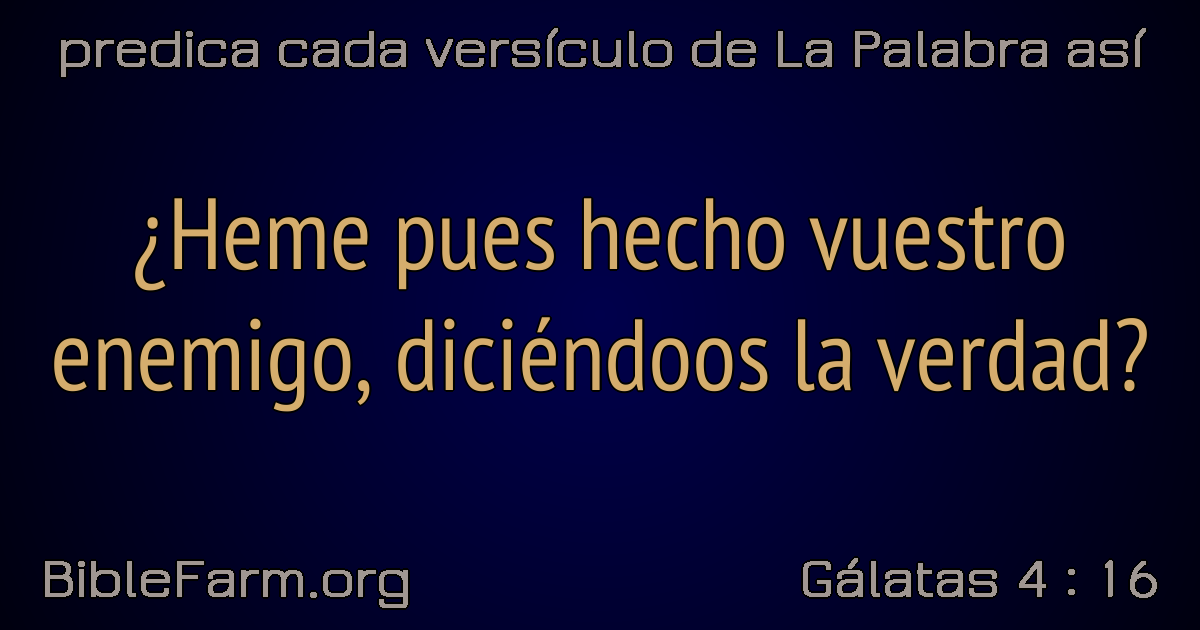 predica cada versículo de La Palabra así
¿Heme pues hecho vuestro
enemigo, diciéndoos la verdad?
BibleFarm.org
Gálatas 4 : 16